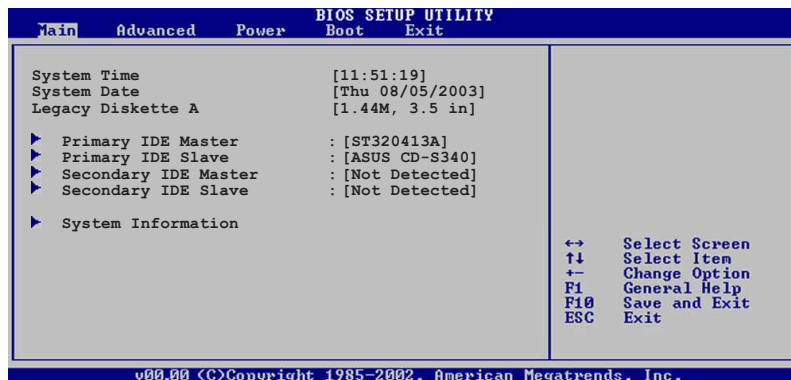 BIOS SETUP UTILITY
Main Advanced Power Boot Exit
System Time [11:51:19]
System Date [Thu 08/05/2003]
Legacy Diskette A [1.44M, 3.5 in]
Primary IDE Master :[ST320413A]
Primary IDE Slave :[ASUS CD-S340]
Secondary IDE Master :[Not Detected]
Secondary IDE Slave :[Not Detected]
System Information
↔ Select Screen
↑↓ Select Item
+- Change Option
F1 General Help
F10 Save and Exit
ESC Exit
v00.00 (C)Copyright 1985-2002, American Megatrends, Inc.